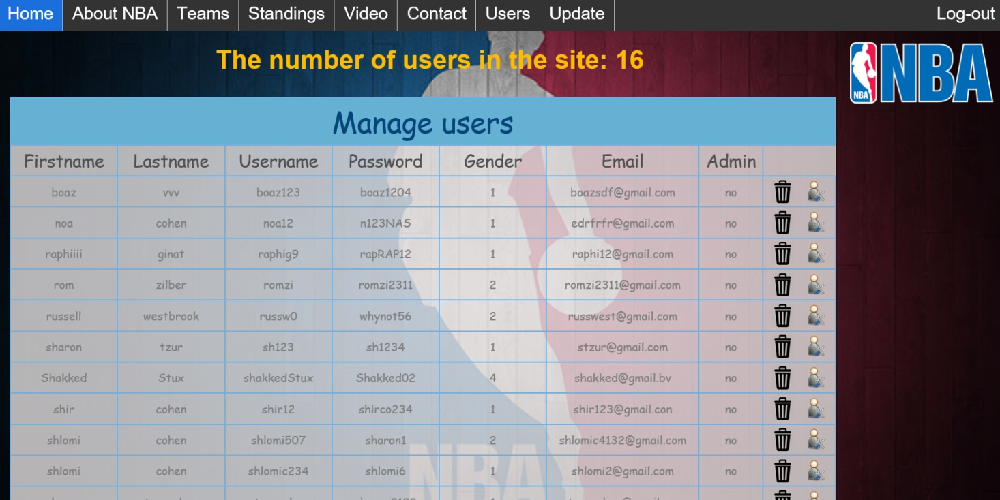 Home About NBA Teams Standings Video Contact Users Update Log-out
The number of users in the site: 16
NBA NBA
Manage users
Firstname Lastname Username Password Gender Email Admin
boaz vvv boaz123 boaz1204 1 boazsdf@gmail.com no
noa cohen noa12 n123NAS 1 edrfrfr@gmail.com no
raphiiii ginat raphig9 rapRAP12 1 raphi12@gmail.com no
rom zilber romzi romzi2311 2 romzi2311@gmail.com no
russell westbrook russw0 whynot56 2 russwest@gmail.com no
sharon tzur sh123 sh1234 1 stzur@gmail.com no
Shakked Stux shakkedStux Shakked02 4 shakked@gmail.bv no
shir cohen shir12 shirco234 1 shir123@gmail.con no
shlomi cohen shlomi507 sharon1 2 shlomic4132@gmail.com no
shlomi cohen shlomic234 shlomi6 1 shlomi2@gmail.com no
NBA